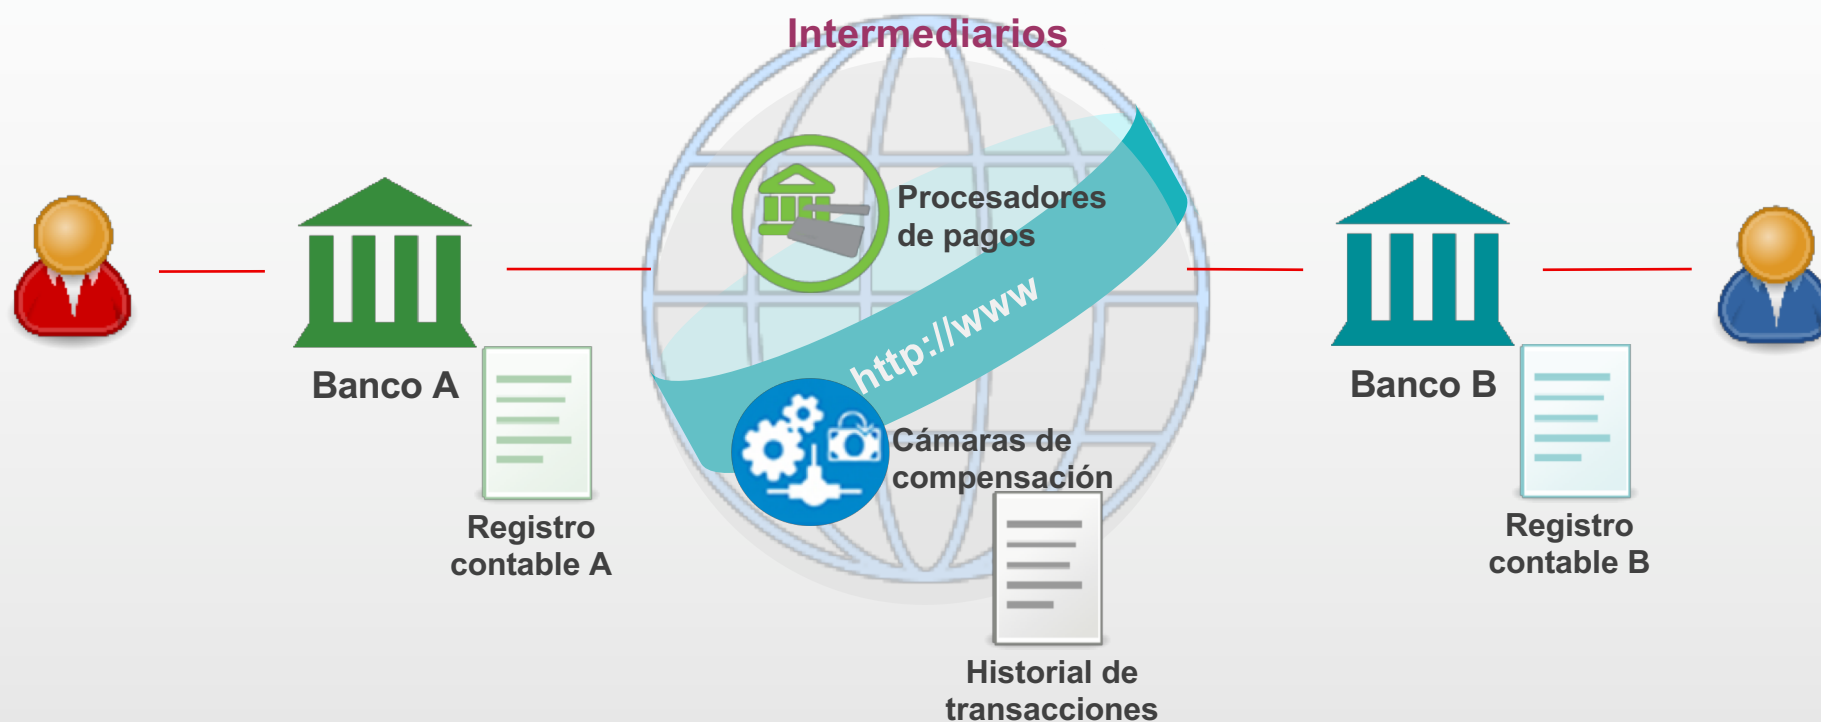 Intermediarios
Procesadores
de pagos
http://www
Banco A
Banco B
Cámaras de
compensación
Registro
contable A
Registro
contable B
Historial de
transacciones